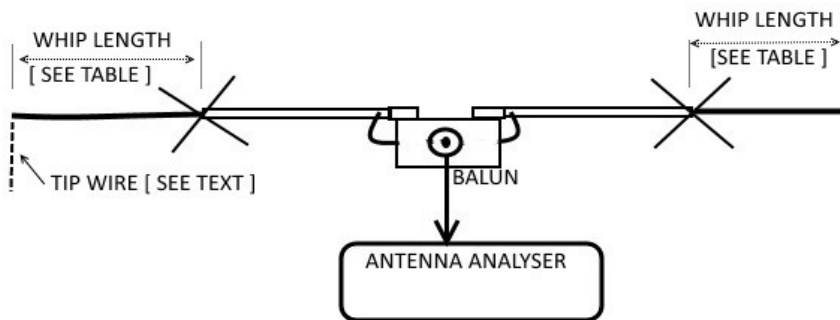 WHIP LENGTH
[ SEE TABLE ]
WHIP LENGTH
[SEE TABLE ]
TIP WIRE [ SEE TEXT ]
BALUN
ANTENNA ANALYSER